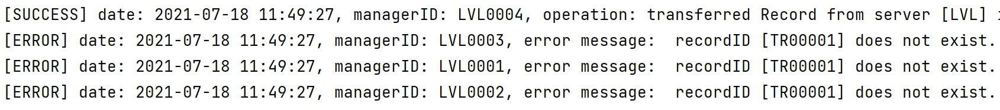 [SUCCESS] date: 2021-07-18 11:49:27, managerID: LVL0004, operation: transferred Record from server [LVL]
[ERROR] date: 2021-07-18 11:49:27, managerID: LVL0003, error message:  recordID [TR00001] does not exist.
[ERROR] date: 2021-07-18 11:49:27, managerID: LVL0001, error message:  recordID [TR00001] does not exist.
[ERROR] date: 2021-07-18 11:49:27, managerID: LVL0002, error message:  recordID [TR00001] does not exist.